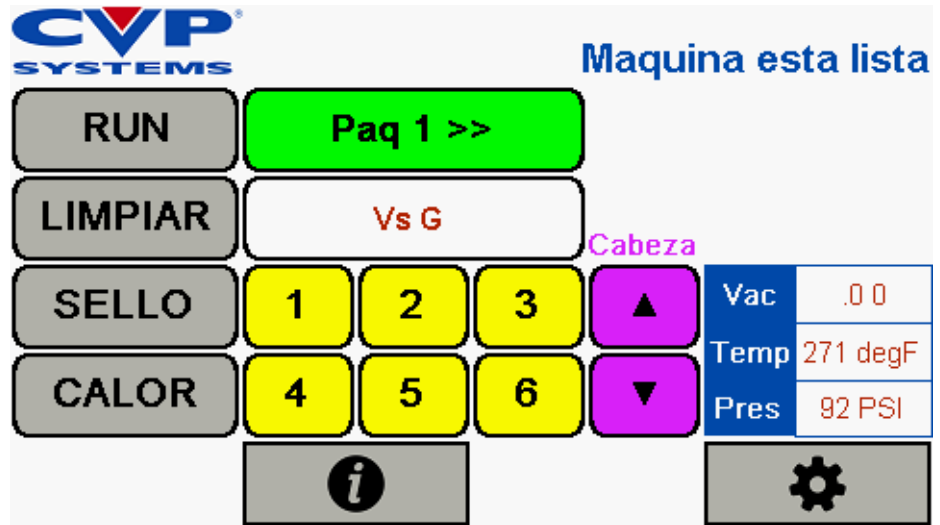 CVP
SYSTEMS
Maquina esta lista
RUN
Paq 1 >>
LIMPIAR
Vs G
Cabeza
SELLO
1 2 3 ▲
Vac .0 0
CALOR
4 5 6 ▼
Temp 271 degF
Pres 92 PSI
i